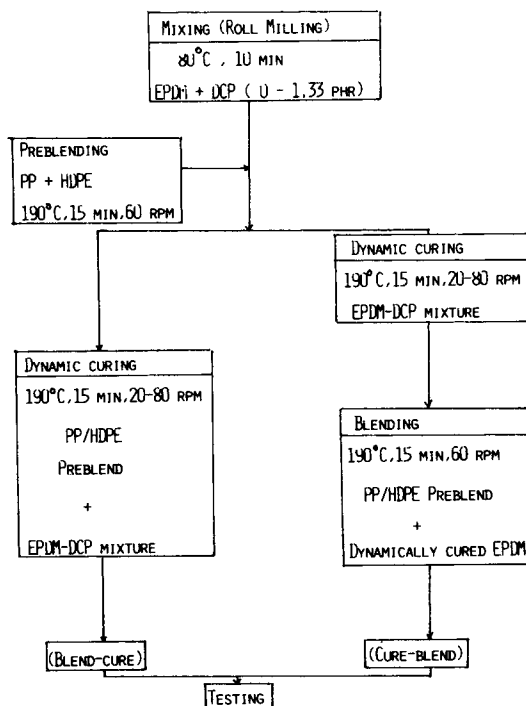 MIXING (ROLL MILLING)
80°C , 10 MIN
EPDM + DCP ( 0 - 1.33 PHR)
PREBLENDING
PP + HDPE
190°C,15 MIN,60 RPM
DYNAMIC CURING
190°C,15 MIN,20-80 RPM
EPDM-DCP MIXTURE
DYNAMIC CURING
190°C,15 MIN,20-80 RPM
PP/HDPE
PREBLEND
+
EPDM-DCP MIXTURE
BLENDING
190°C,15 MIN,60 RPM
PP/HDPE PREBLEND
+
DYNAMICALLY CURED EPDM
(BLEND-CURE)
(CURE-BLEND)
TESTING